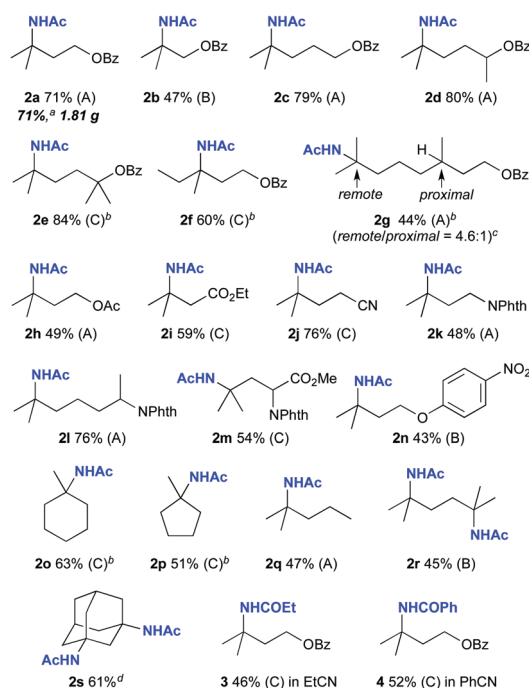 NHAc NHAc NHAc NHAc
OBz OBz OBz OBz
2a 71% (A) 2b 47% (B) 2c 79% (A) 2d 80% (A)
71%,a 1.81 g
NHAc NHAc AcHN H
OBz OBz OBz
remote proximal
2e 84% (C)b 2f 60% (C)b 2g 44% (A)b
(remote/proximal = 4.6:1)c
NHAc NHAc NHAc NHAc
OAc CO2Et CN NPhth
2h 49% (A) 2i 59% (C) 2j 76% (C) 2k 48% (A)
NHAc AcHN CO2Me NHAc NO2
NPhth NPhth O
2l 76% (A) 2m 54% (C) 2n 43% (B)
NHAc NHAc NHAc NHAc
NHAc
2o 63% (C)b 2p 51% (C)b 2q 47% (A) 2r 45% (B)
NHAc NHCOEt NHCOPh
AcHN OBz OBz
2s 61%d 3 46% (C) in EtCN 4 52% (C) in PhCN